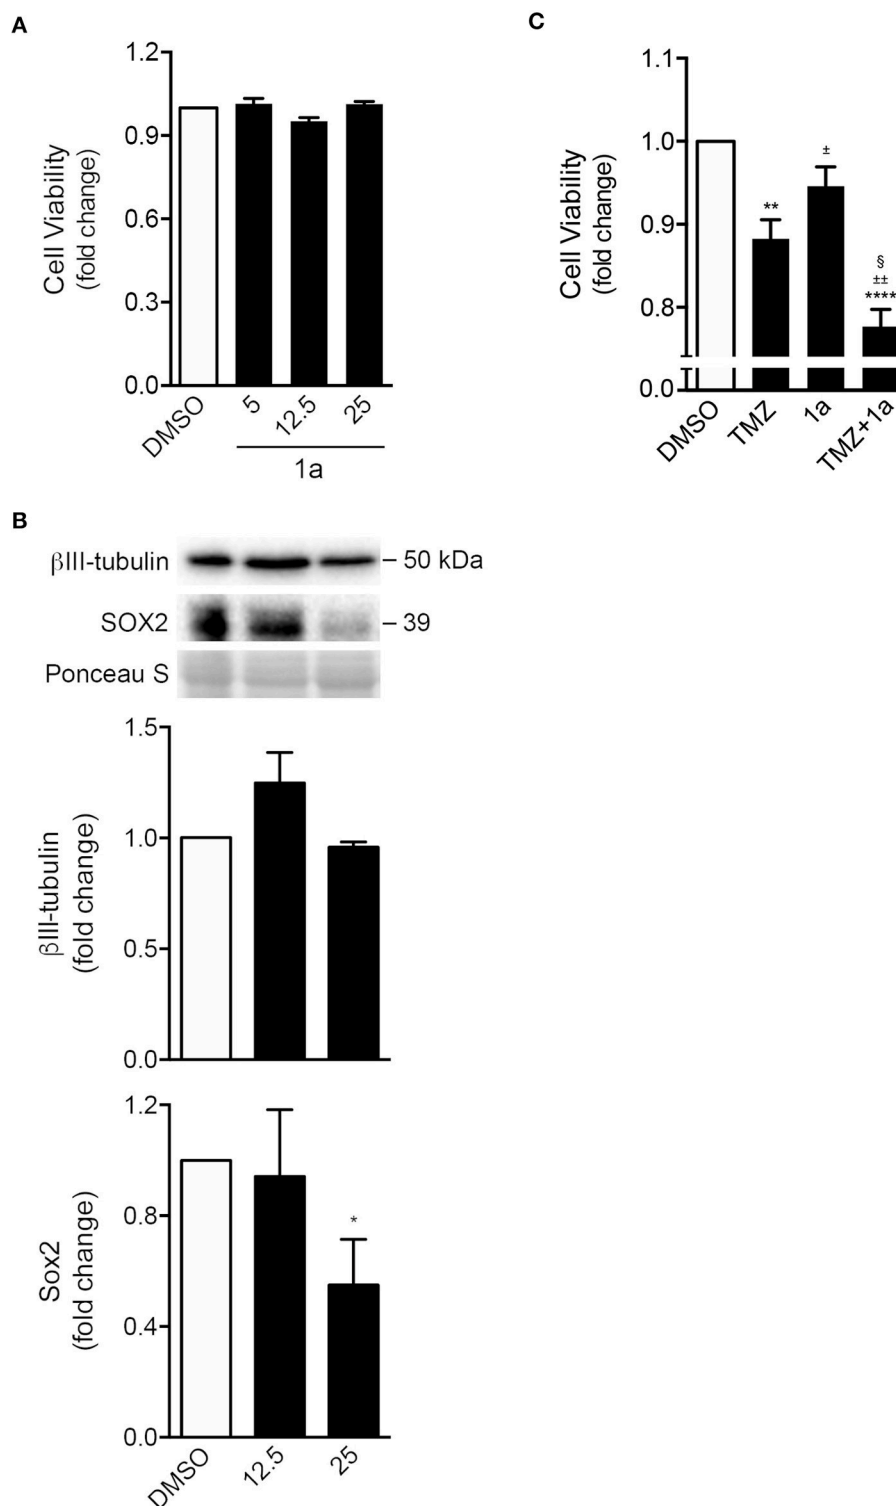 A
1.2
0.9
0.6
0.3
0.0
Cell Viability
(fold change)
DMSO
5
12.5
25
1a
C
1.1
1.0
0.9
0.8
0.0
Cell Viability
(fold change)
**
±
§
±±
****
DMSO
TMZ
1a
TMZ+1a
B
βIII-tubulin
50 kDa
SOX2
39
Ponceau S
1.5
1.0
0.5
0.0
βIII-tubulin
(fold change)
1.2
0.8
0.4
0.0
Sox2
(fold change)
*
DMSO
12.5
25